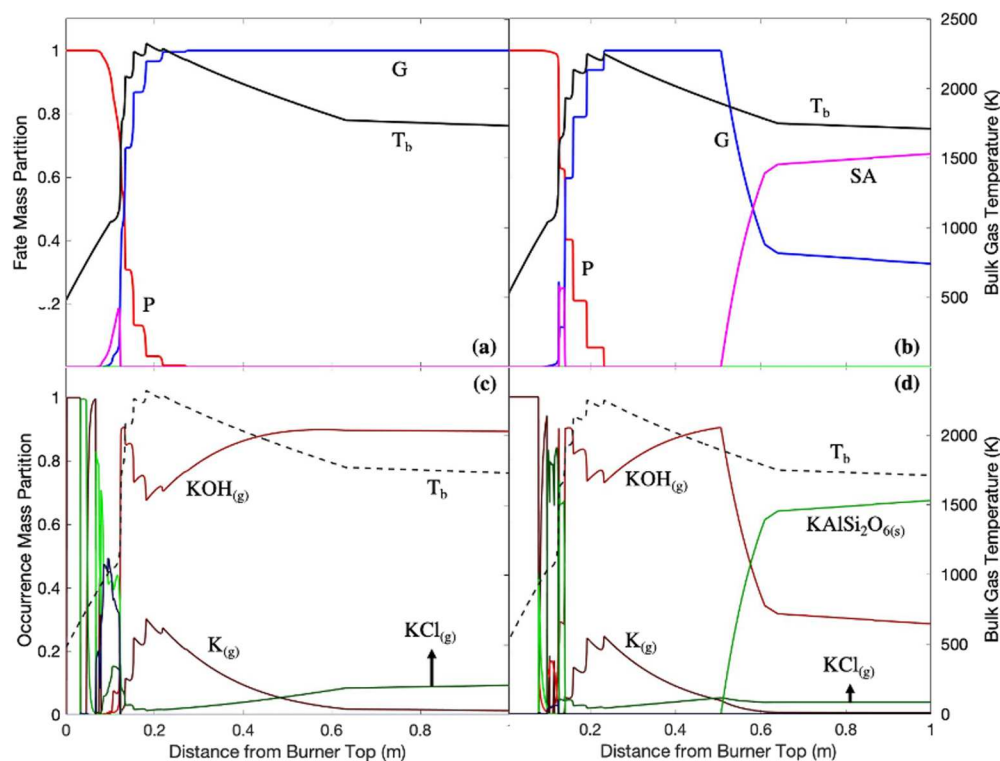 2500
1
G
T_b
(a)
0.8
0.6
0.4
.2
P
Fate Mass Partition
T_b
G
SA
P
(b)
2000
1500
1000
500
Bulk Gas Temperature (K)
(c)
1
0.8
0.6
0.4
0.2
0
Occurrence Mass Partition
KOH(g)
T_b
K(g)
KCl(g)
0 0.2 0.4 0.6 0.8
Distance from Burner Top (m)
(d)
T_b
KOH(g)
KAlSi2O6(s)
KCl(g)
2000
1500
1000
500
0
Bulk Gas Temperature (K)
0 0.2 0.4 0.6 0.8 1
Distance from Burner Top (m)